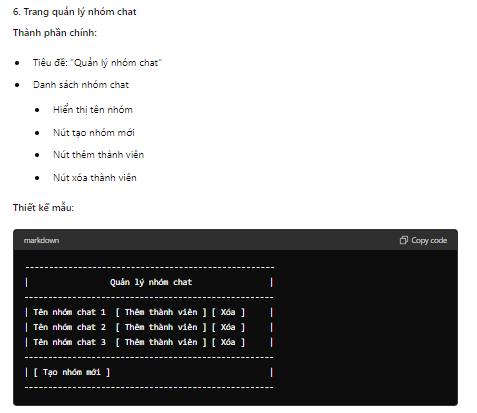 6. Trang quản lý nhóm chat
Thành phần chính:
Tiêu đề: "Quản lý nhóm chat"
Danh sách nhóm chat
Hiển thị tên nhóm
Nút tạo nhóm mới
Nút thêm thành viên
Nút xóa thành viên
Thiết kế mẫu:
markdown Copy code
--------------------------------------------------
| Quản lý nhóm chat |
--------------------------------------------------
| Tên nhóm chat 1 [ Thêm thành viên ] [ Xóa ] |
| Tên nhóm chat 2 [ Thêm thành viên ] [ Xóa ] |
| Tên nhóm chat 3 [ Thêm thành viên ] [ Xóa ] |
--------------------------------------------------
| [ Tạo nhóm mới ] |
--------------------------------------------------